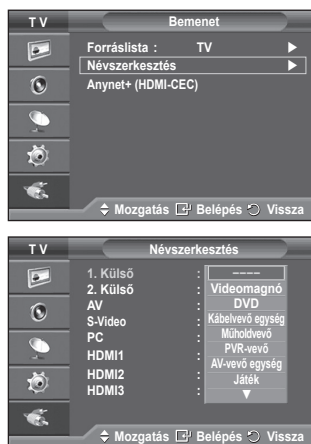 TV Bemenet
Forráslista : TV ▶
Névszerkesztés ▶
Anynet+ (HDMI-CEC)
Mozgatás Belépés Vissza
TV Névszerkesztés
1. Külső : ----
2. Külső : Videomagnó
AV : DVD
S-Video : Kábelvevő egység
PC : Műholdvevő
HDMI1 : PVR-vevő
HDMI2 : AV-vevő egység
HDMI3 : Játék
▼
Mozgatás Belépés Vissza